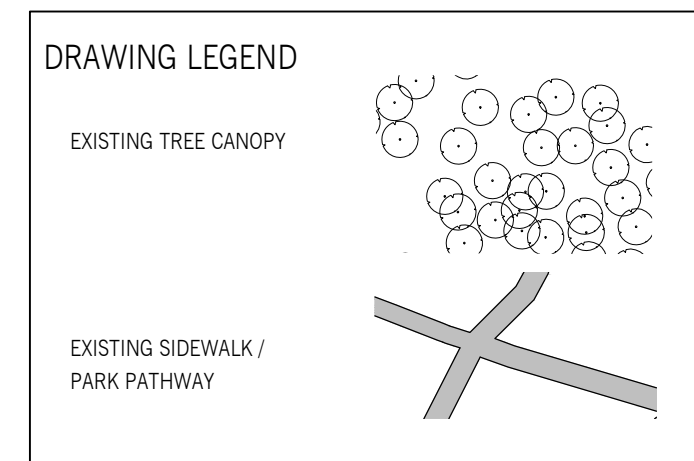 DRAWING LEGEND
EXISTING TREE CANOPY
EXISTING SIDEWALK /
PARK PATHWAY